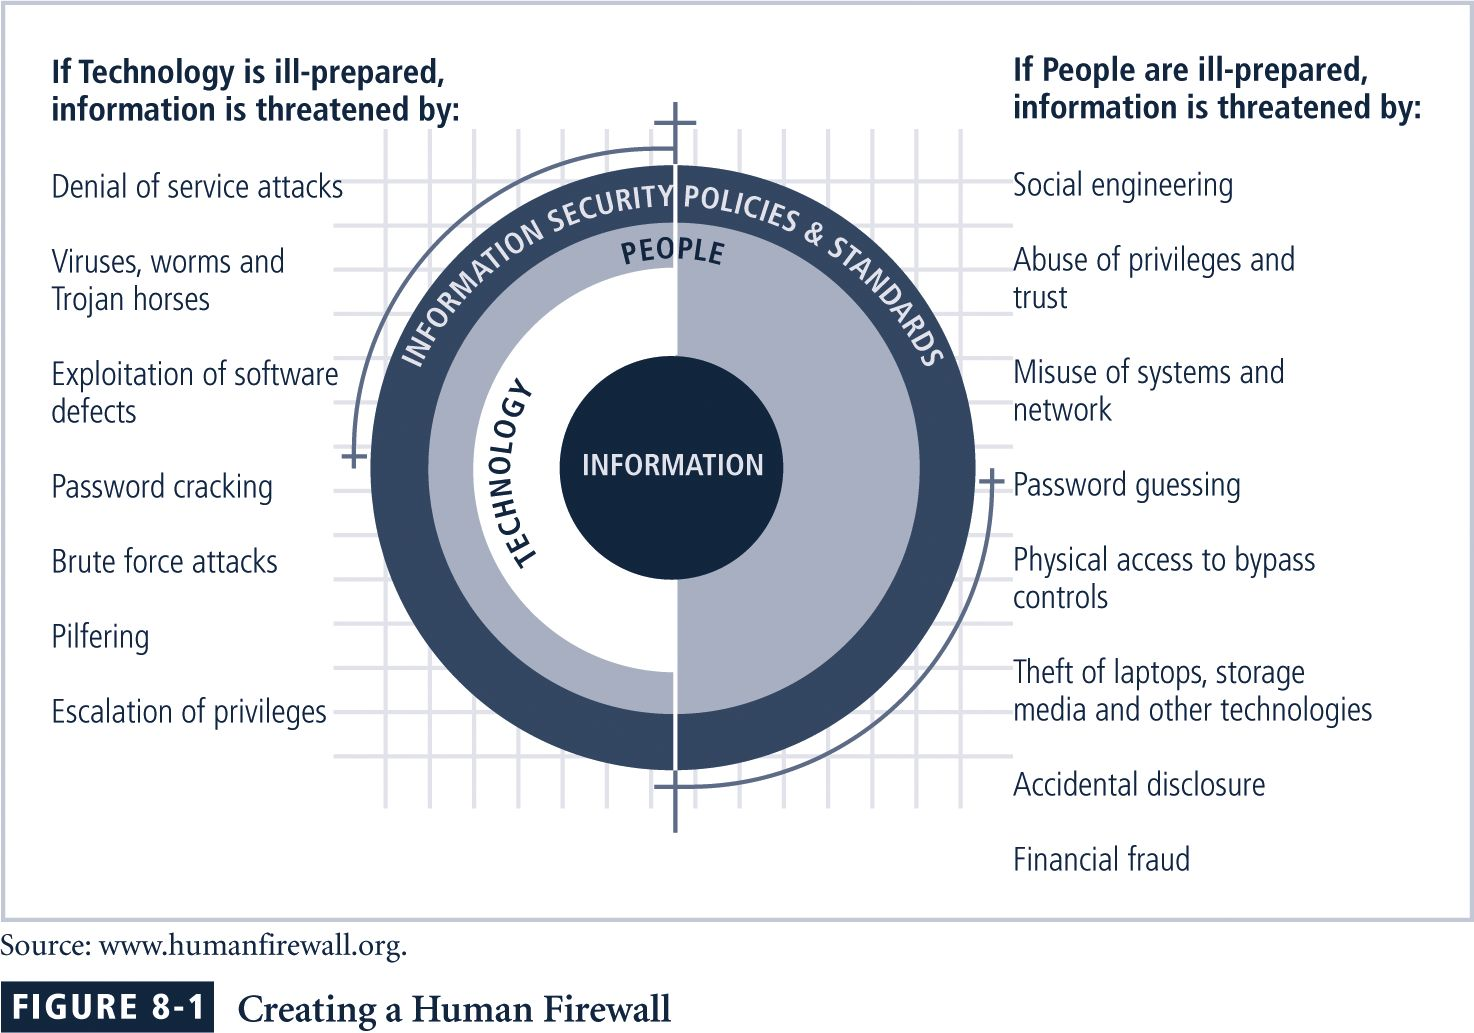 If Technology is ill-prepared,
information is threatened by:
Denial of service attacks
Viruses, worms and
Trojan horses
Exploitation of software
defects
Password cracking
Brute force attacks
Pilfering
Escalation of privileges
INFORMATION SECURITY POLICIES & STANDARDS
PEOPLE
TECHNOLOGY
INFORMATION
If People are ill-prepared,
information is threatened by:
Social engineering
Abuse of privileges and
trust
Misuse of systems and
network
Password guessing
Physical access to bypass
controls
Theft of laptops, storage
media and other technologies
Accidental disclosure
Financial fraud
Source: www.humanfirewall.org.
FIGURE 8-1 Creating a Human Firewall